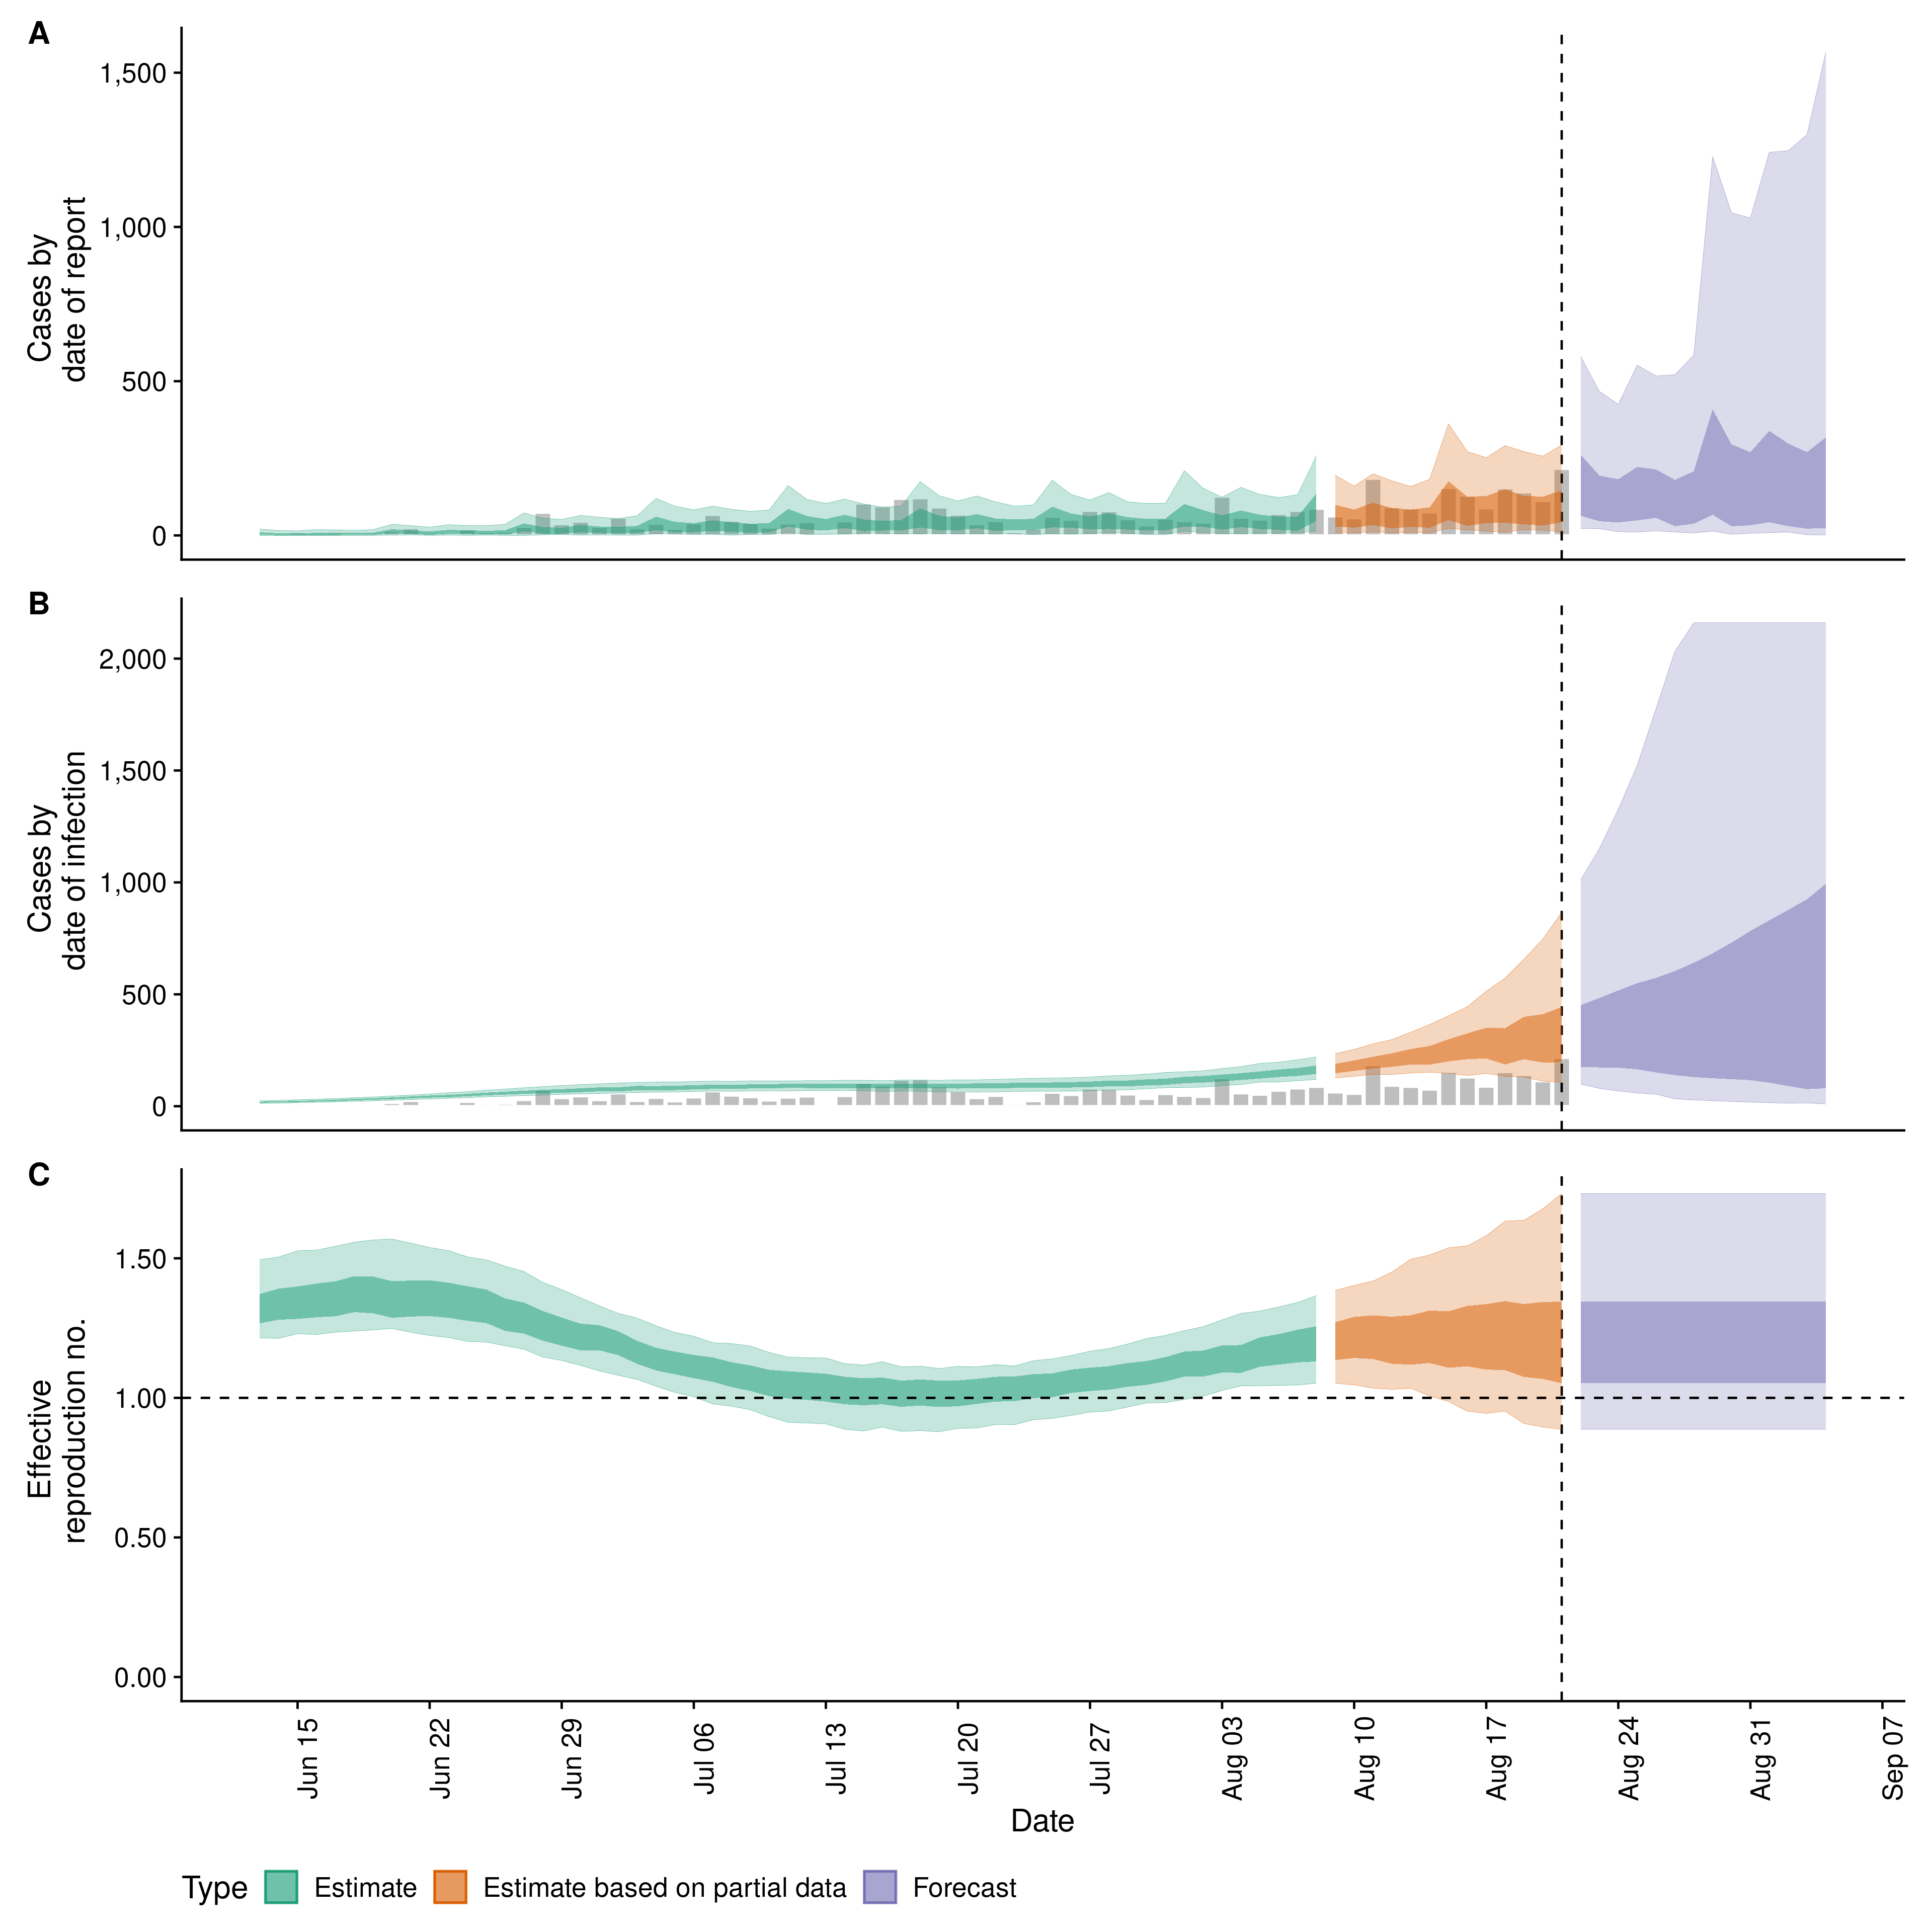 A
Cases by
date of report
1,500
1,000
500
0
B
Cases by
date of infection
2,000
1,500
1,000
500
0
C
Effective
reproduction no.
1.50
1.00
0.50
0.00
Jun 15
Jun 22
Jun 29
Jul 06
Jul 13
Jul 20
Jul 27
Aug 03
Aug 10
Aug 17
Aug 24
Aug 31
Sep 07
Date
Type Estimate Estimate based on partial data Forecast